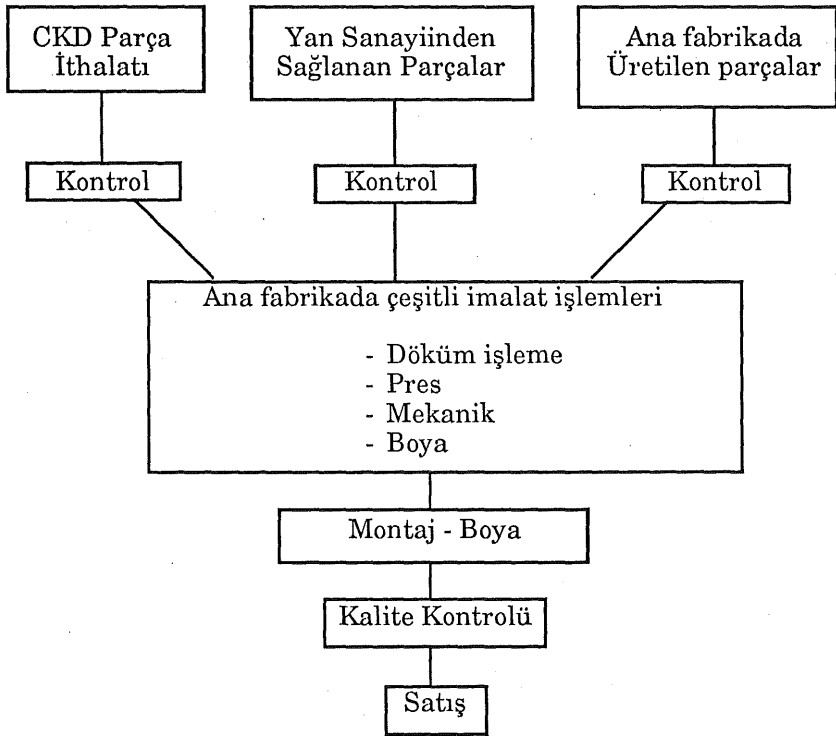 CKD Parça
İthalatı
Yan Sanayiinden
Sağlanan Parçalar
Ana fabrikada
Üretilen parçalar
Kontrol
Kontrol
Kontrol
Ana fabrikada çeşitli imalat işlemleri
- Döküm işleme
- Pres
- Mekanik
- Boya
Montaj - Boya
Kalite Kontrolü
Satış